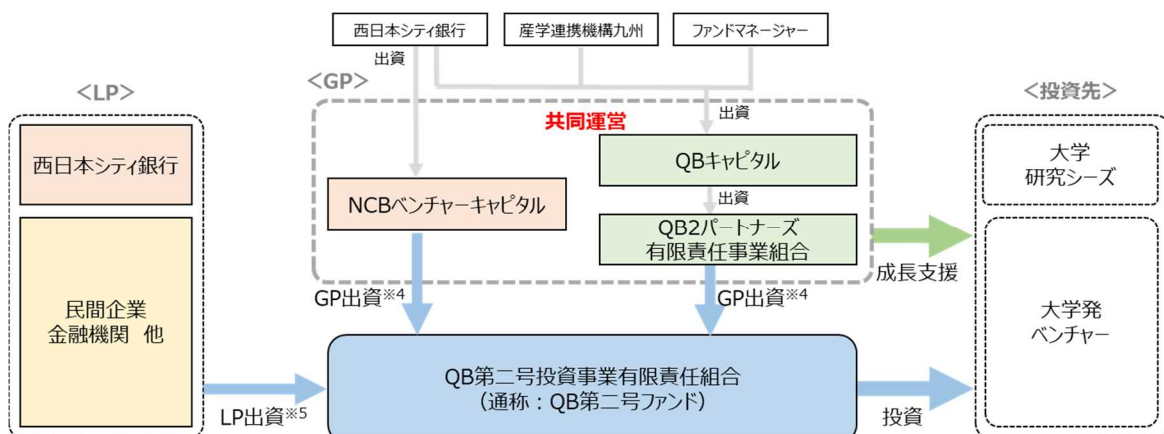 西日本シティ銀行
産学連携機構九州
ファンドマネージャー
出資
<GP>
<LP>
<投資先>
共同運営
出資
西日本シティ銀行
QBキャピタル
大学
研究シーズ
NCBベンチャーキャピタル
出資
QB2パートナーズ
有限責任事業組合
成長支援
GP出資※4
GP出資※4
民間企業
金融機関 他
大学発
ベンチャー
QB第二号投資事業有限責任組合
(通称:QB第二号ファンド)
LP出資※5
投資